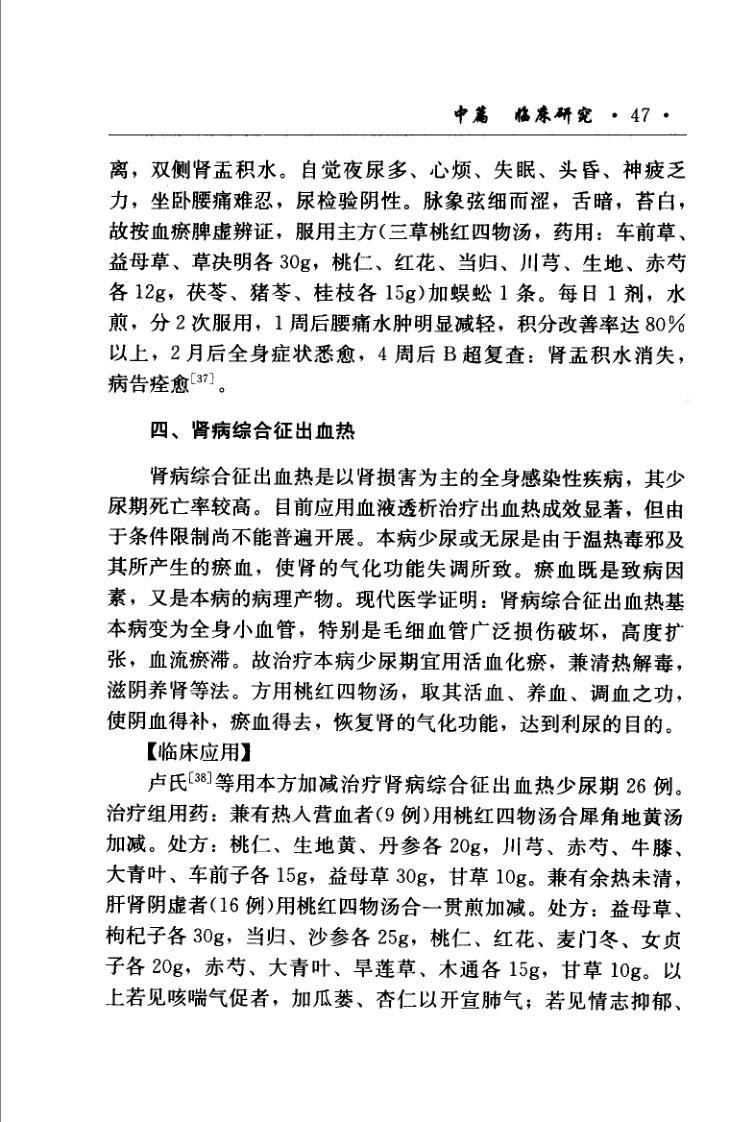 中篇 临床研究 · 47 ·
离，双侧肾盂积水。自觉夜尿多、心烦、失眠、头昏、神疲乏
力，坐卧腰痛难忍，尿检验阴性。脉象弦细而涩，舌暗，苔白，
故按血瘀脾虚辨证，服用主方(三草桃红四物汤，药用：车前草、
益母草、草决明各 30g，桃仁、红花、当归、川芎、生地、赤芍
各 12g，茯苓、猪苓、桂枝各 15g)加蜈蚣 1 条。每日 1 剂，水
煎，分 2 次服用，1 周后腰痛水肿明显减轻，积分改善率达 80%
以上，2 月后全身症状悉愈，4 周后 B 超复查：肾盂积水消失，
病告痊愈[37]。
四、肾病综合征出血热
肾病综合征出血热是以肾损害为主的全身感染性疾病，其少
尿期死亡率较高。目前应用血液透析治疗出血热成效显著，但由
于条件限制尚不能普遍开展。本病少尿或无尿是由于温热毒邪及
其所产生的瘀血，使肾的气化功能失调所致。瘀血既是致病因
素，又是本病的病理产物。现代医学证明：肾病综合征出血热基
本病变为全身小血管，特别是毛细血管广泛损伤破坏，高度扩
张，血流瘀滞。故治疗本病少尿期宜用活血化瘀，兼清热解毒，
滋阴养肾等法。方用桃红四物汤，取其活血、养血、调血之功，
使阴血得补，瘀血得去，恢复肾的气化功能，达到利尿的目的。
【临床应用】
卢氏[38]等用本方加减治疗肾病综合征出血热少尿期 26 例。
治疗组用药：兼有热入营血者(9 例)用桃红四物汤合犀角地黄汤
加减。处方：桃仁、生地黄、丹参各 20g，川芎、赤芍、牛膝、
大青叶、车前子各 15g，益母草 30g，甘草 10g。兼有余热未清，
肝肾阴虚者(16 例)用桃红四物汤合一贯煎加减。处方：益母草、
枸杞子各 30g，当归、沙参各 25g，桃仁、红花、麦门冬、女贞
子各 20g，赤芍、大青叶、旱莲草、木通各 15g，甘草 10g。以
上若见咳喘气促者，加瓜蒌、杏仁以开宣肺气；若见情志抑郁、